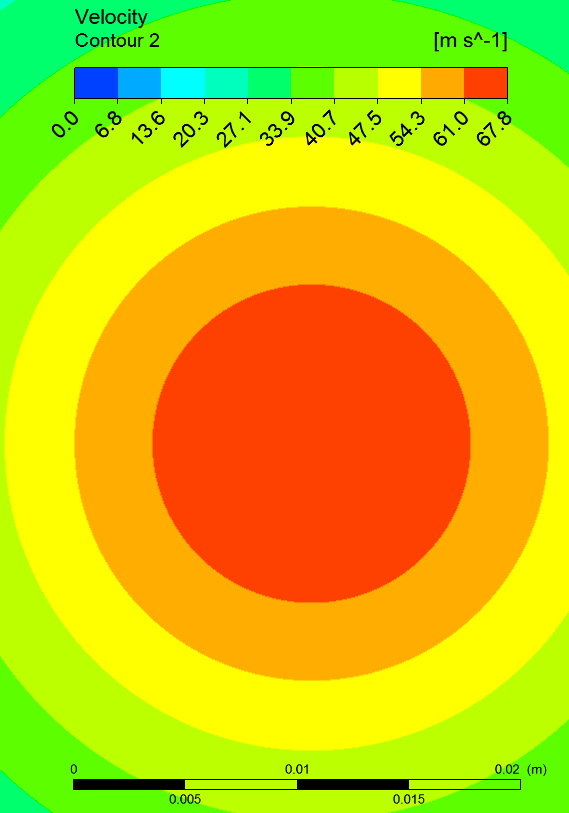 Velocity
Contour 2 [m s^-1]
0.0 6.8 13.6 20.3 27.1 33.9 40.7 47.5 54.3 61.0 67.8
0 0.01 0.02 (m)
0.005 0.015